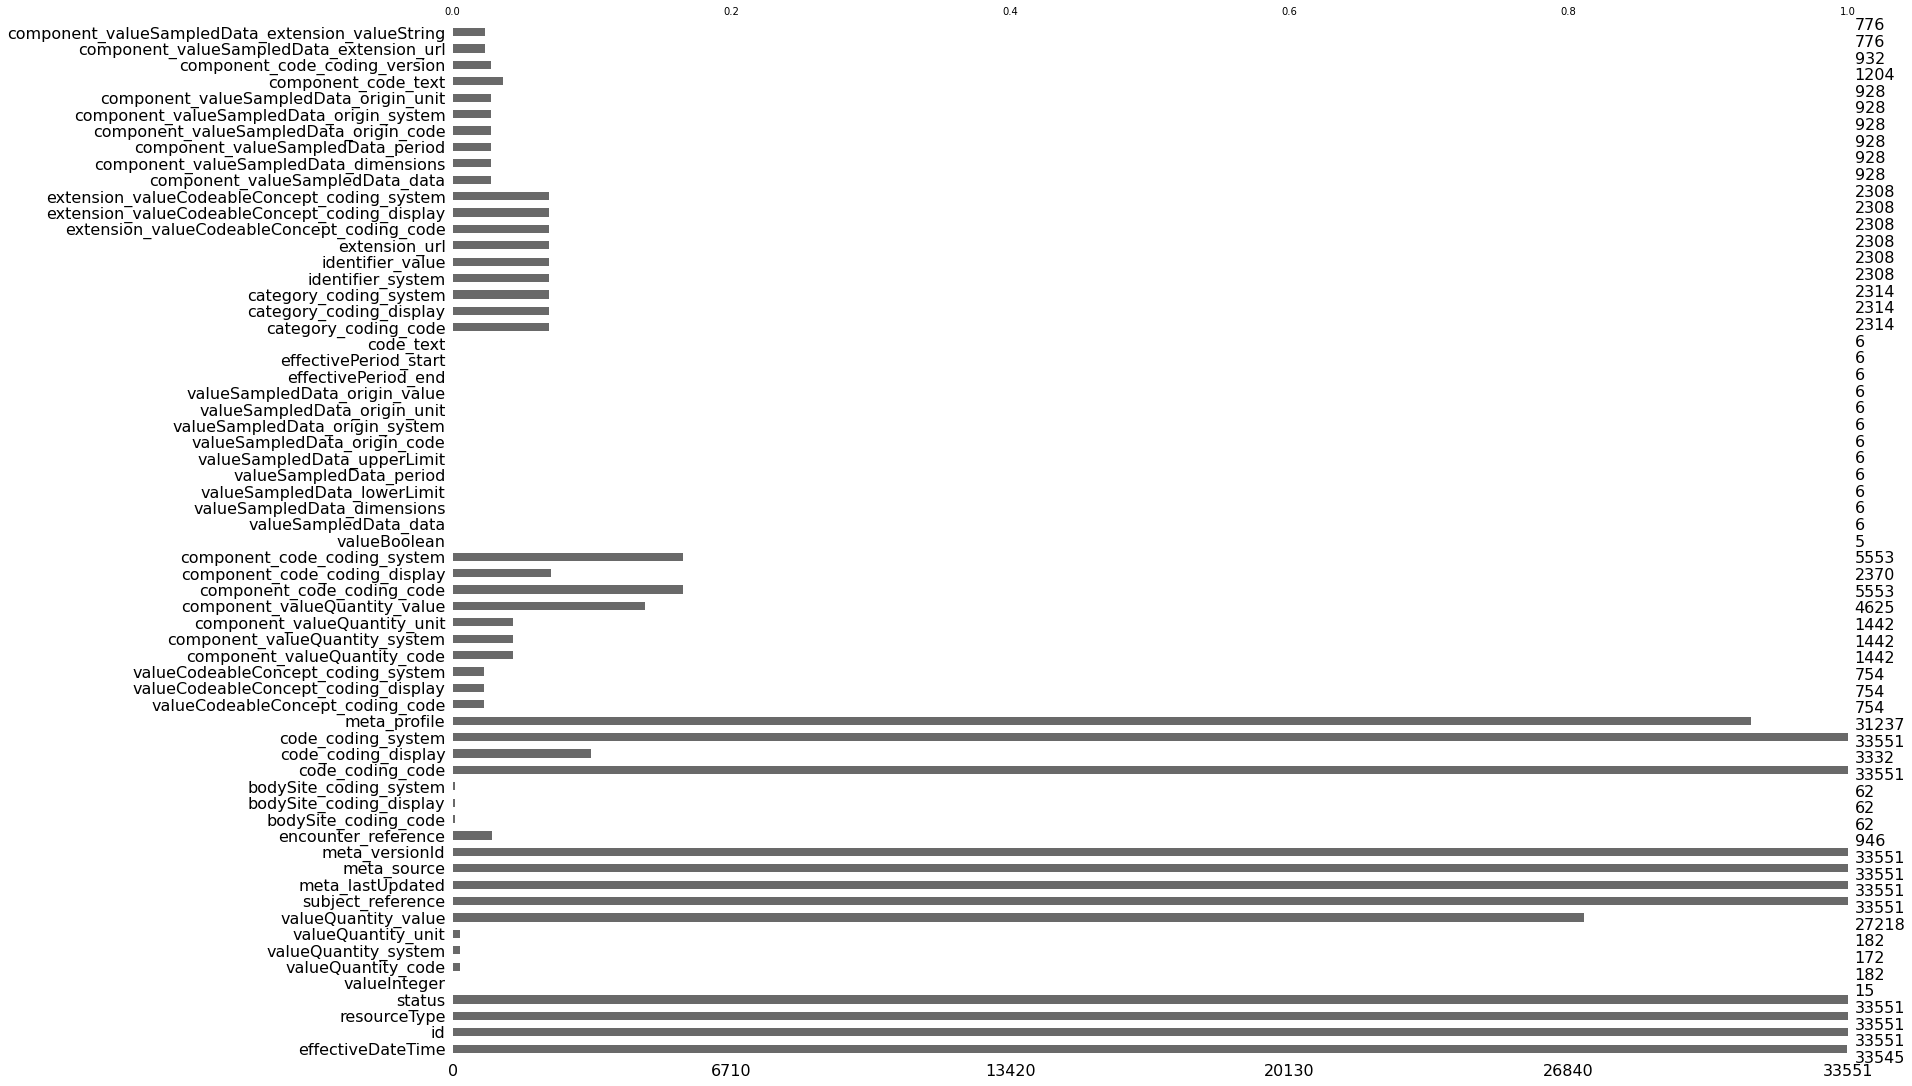 0.0 0.2 0.4 0.6 0.8 1.0
component_valueSampledData_extension_valueString 776
component_valueSampledData_extension_url 776
component_code_coding_version 932
component_code_text 1204
component_valueSampledData_origin_unit 928
component_valueSampledData_origin_system 928
component_valueSampledData_origin_code 928
component_valueSampledData_period 928
component_valueSampledData_dimensions 928
component_valueSampledData_data 928
extension_valueCodeableConcept_coding_system 2308
extension_valueCodeableConcept_coding_display 2308
extension_valueCodeableConcept_coding_code 2308
extension_url 2308
identifier_value 2308
identifier_system 2308
category_coding_system 2314
category_coding_display 2314
category_coding_code 2314
code_text 6
effectivePeriod_start 6
effectivePeriod_end 6
valueSampledData_origin_value 6
valueSampledData_origin_unit 6
valueSampledData_origin_system 6
valueSampledData_origin_code 6
valueSampledData_upperLimit 6
valueSampledData_period 6
valueSampledData_lowerLimit 6
valueSampledData_dimensions 6
valueSampledData_data 6
valueBoolean 5
component_code_coding_system 5553
component_code_coding_display 2370
component_code_coding_code 5553
component_valueQuantity_value 4625
component_valueQuantity_unit 1442
component_valueQuantity_system 1442
component_valueQuantity_code 1442
valueCodeableConcept_coding_system 754
valueCodeableConcept_coding_display 754
valueCodeableConcept_coding_code 754
meta_profile 31237
code_coding_system 33551
code_coding_display 3332
code_coding_code 33551
bodySite_coding_system 62
bodySite_coding_display 62
bodySite_coding_code 62
encounter_reference 946
meta_versionId 33551
meta_source 33551
meta_lastUpdated 33551
subject_reference 33551
valueQuantity_value 27218
valueQuantity_unit 182
valueQuantity_system 172
valueQuantity_code 182
valueInteger 15
status 33551
resourceType 33551
id 33551
effectiveDateTime 33545
0 6710 13420 20130 26840 33551